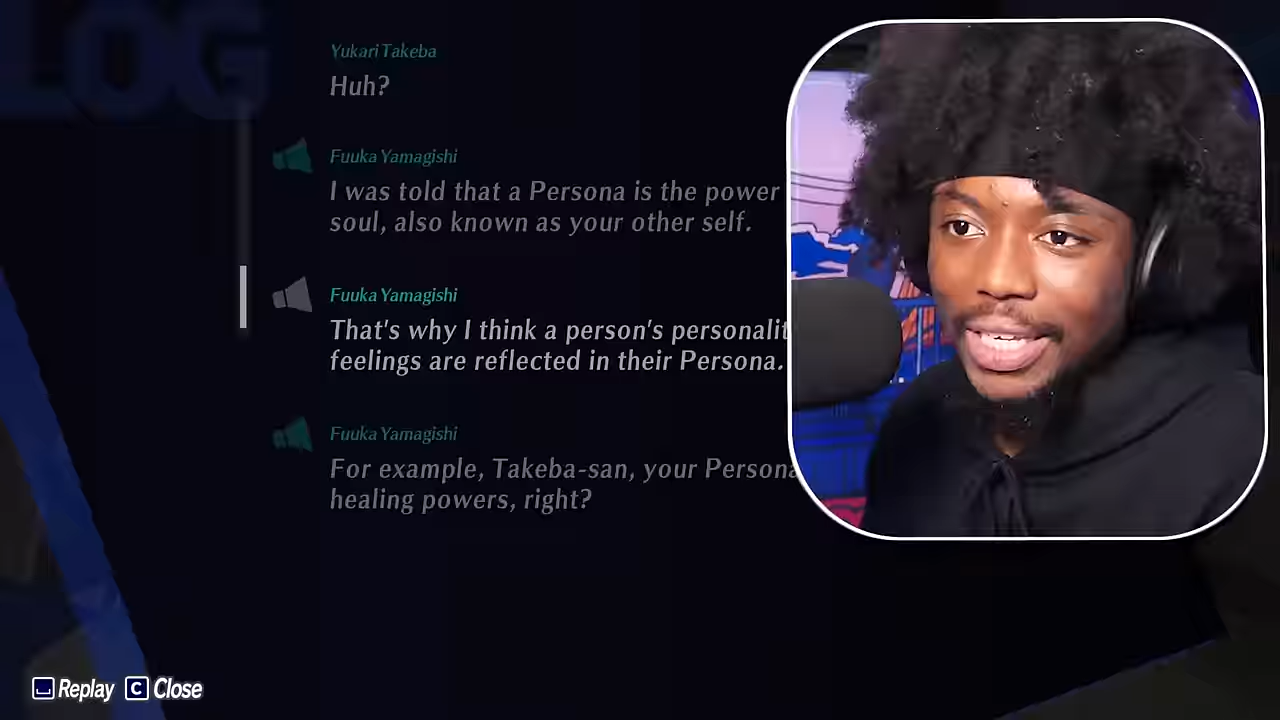 LOG
Yukari Takeba
Huh?
Fuuka Yamagishi
I was told that a Persona is the power
soul, also known as your other self.
Fuuka Yamagishi
That's why I think a person's personalit
feelings are reflected in their Persona.
Fuuka Yamagishi
For example, Takeba-san, your Persona
healing powers, right?
Replay C Close